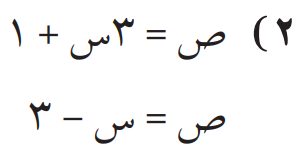 ٢) ص = ٣س + ١
ص = س − ٣